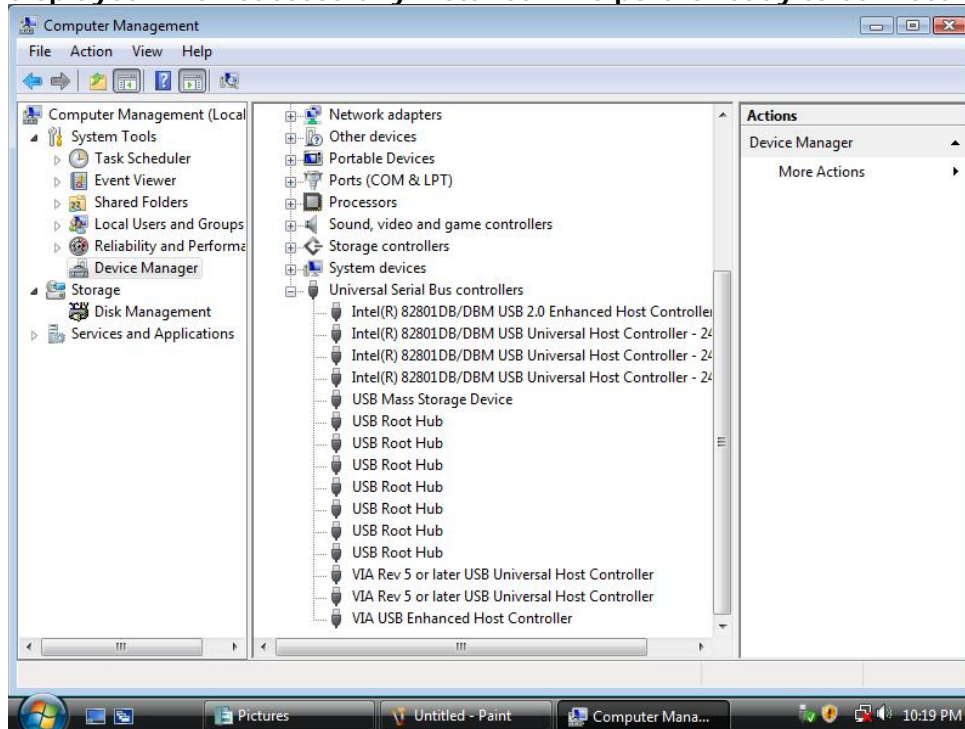 Computer Management
File Action View Help
Computer Management (Local
System Tools
Task Scheduler
Event Viewer
Shared Folders
Local Users and Groups
Reliability and Performa
Device Manager
Storage
Disk Management
Services and Applications
Network adapters
Other devices
Portable Devices
Ports (COM & LPT)
Processors
Sound, video and game controllers
Storage controllers
System devices
Universal Serial Bus controllers
Intel(R) 82801DB/DBM USB 2.0 Enhanced Host Controller
Intel(R) 82801DB/DBM USB Universal Host Controller - 24
Intel(R) 82801DB/DBM USB Universal Host Controller - 24
Intel(R) 82801DB/DBM USB Universal Host Controller - 24
USB Mass Storage Device
USB Root Hub
USB Root Hub
USB Root Hub
USB Root Hub
USB Root Hub
USB Root Hub
USB Root Hub
VIA Rev 5 or later USB Universal Host Controller
VIA Rev 5 or later USB Universal Host Controller
VIA USB Enhanced Host Controller
Actions
Device Manager
More Actions
Pictures
Untitled - Paint
Computer Mana...
10:19 PM